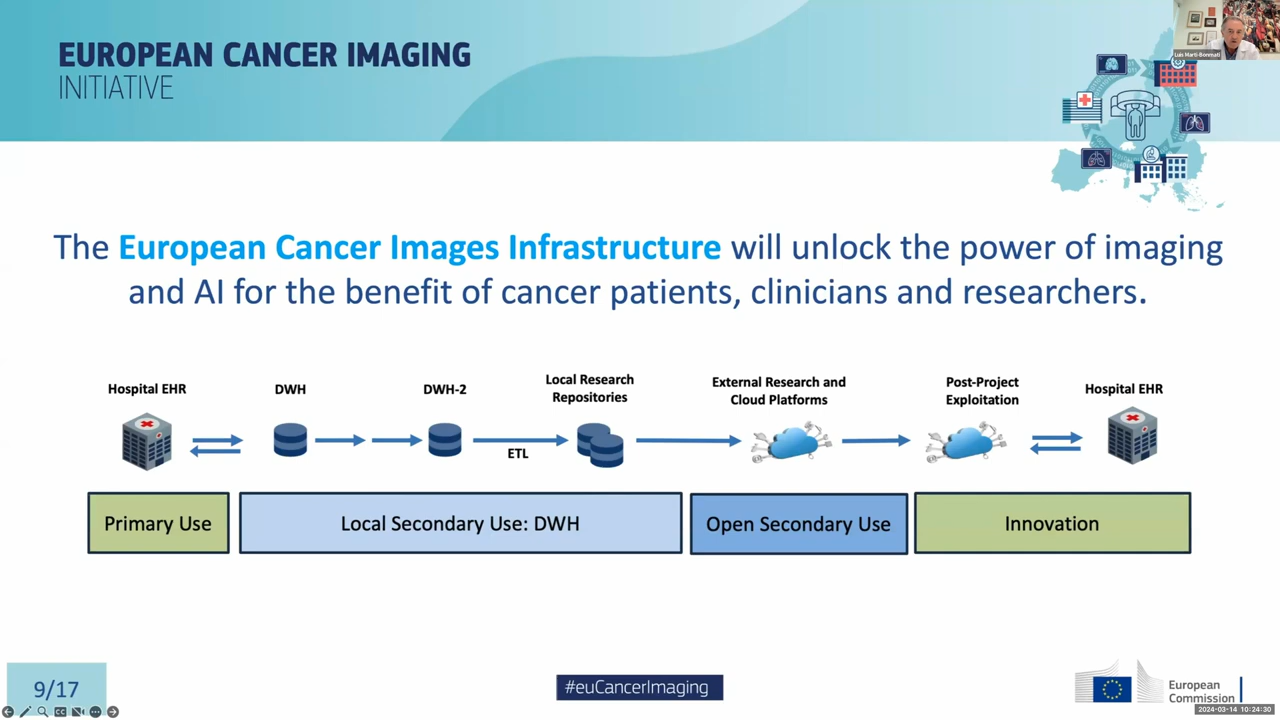 EUROPEAN CANCER IMAGING
INITIATIVE
Luis Martí-Bonmatí
The European Cancer Images Infrastructure will unlock the power of imaging
and AI for the benefit of cancer patients, clinicians and researchers.
Hospital EHR
DWH
DWH-2
Local Research
Repositories
External Research and
Cloud Platforms
Post-Project
Exploitation
Hospital EHR
ETL
Primary Use
Local Secondary Use: DWH
Open Secondary Use
Innovation
9/17
#euCancerImaging
European
Commission
2024-03-14 10:24:30